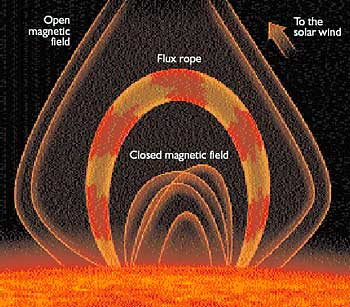 Open
magnetic
field
To the
solar wind
Flux rope
Closed magnetic field